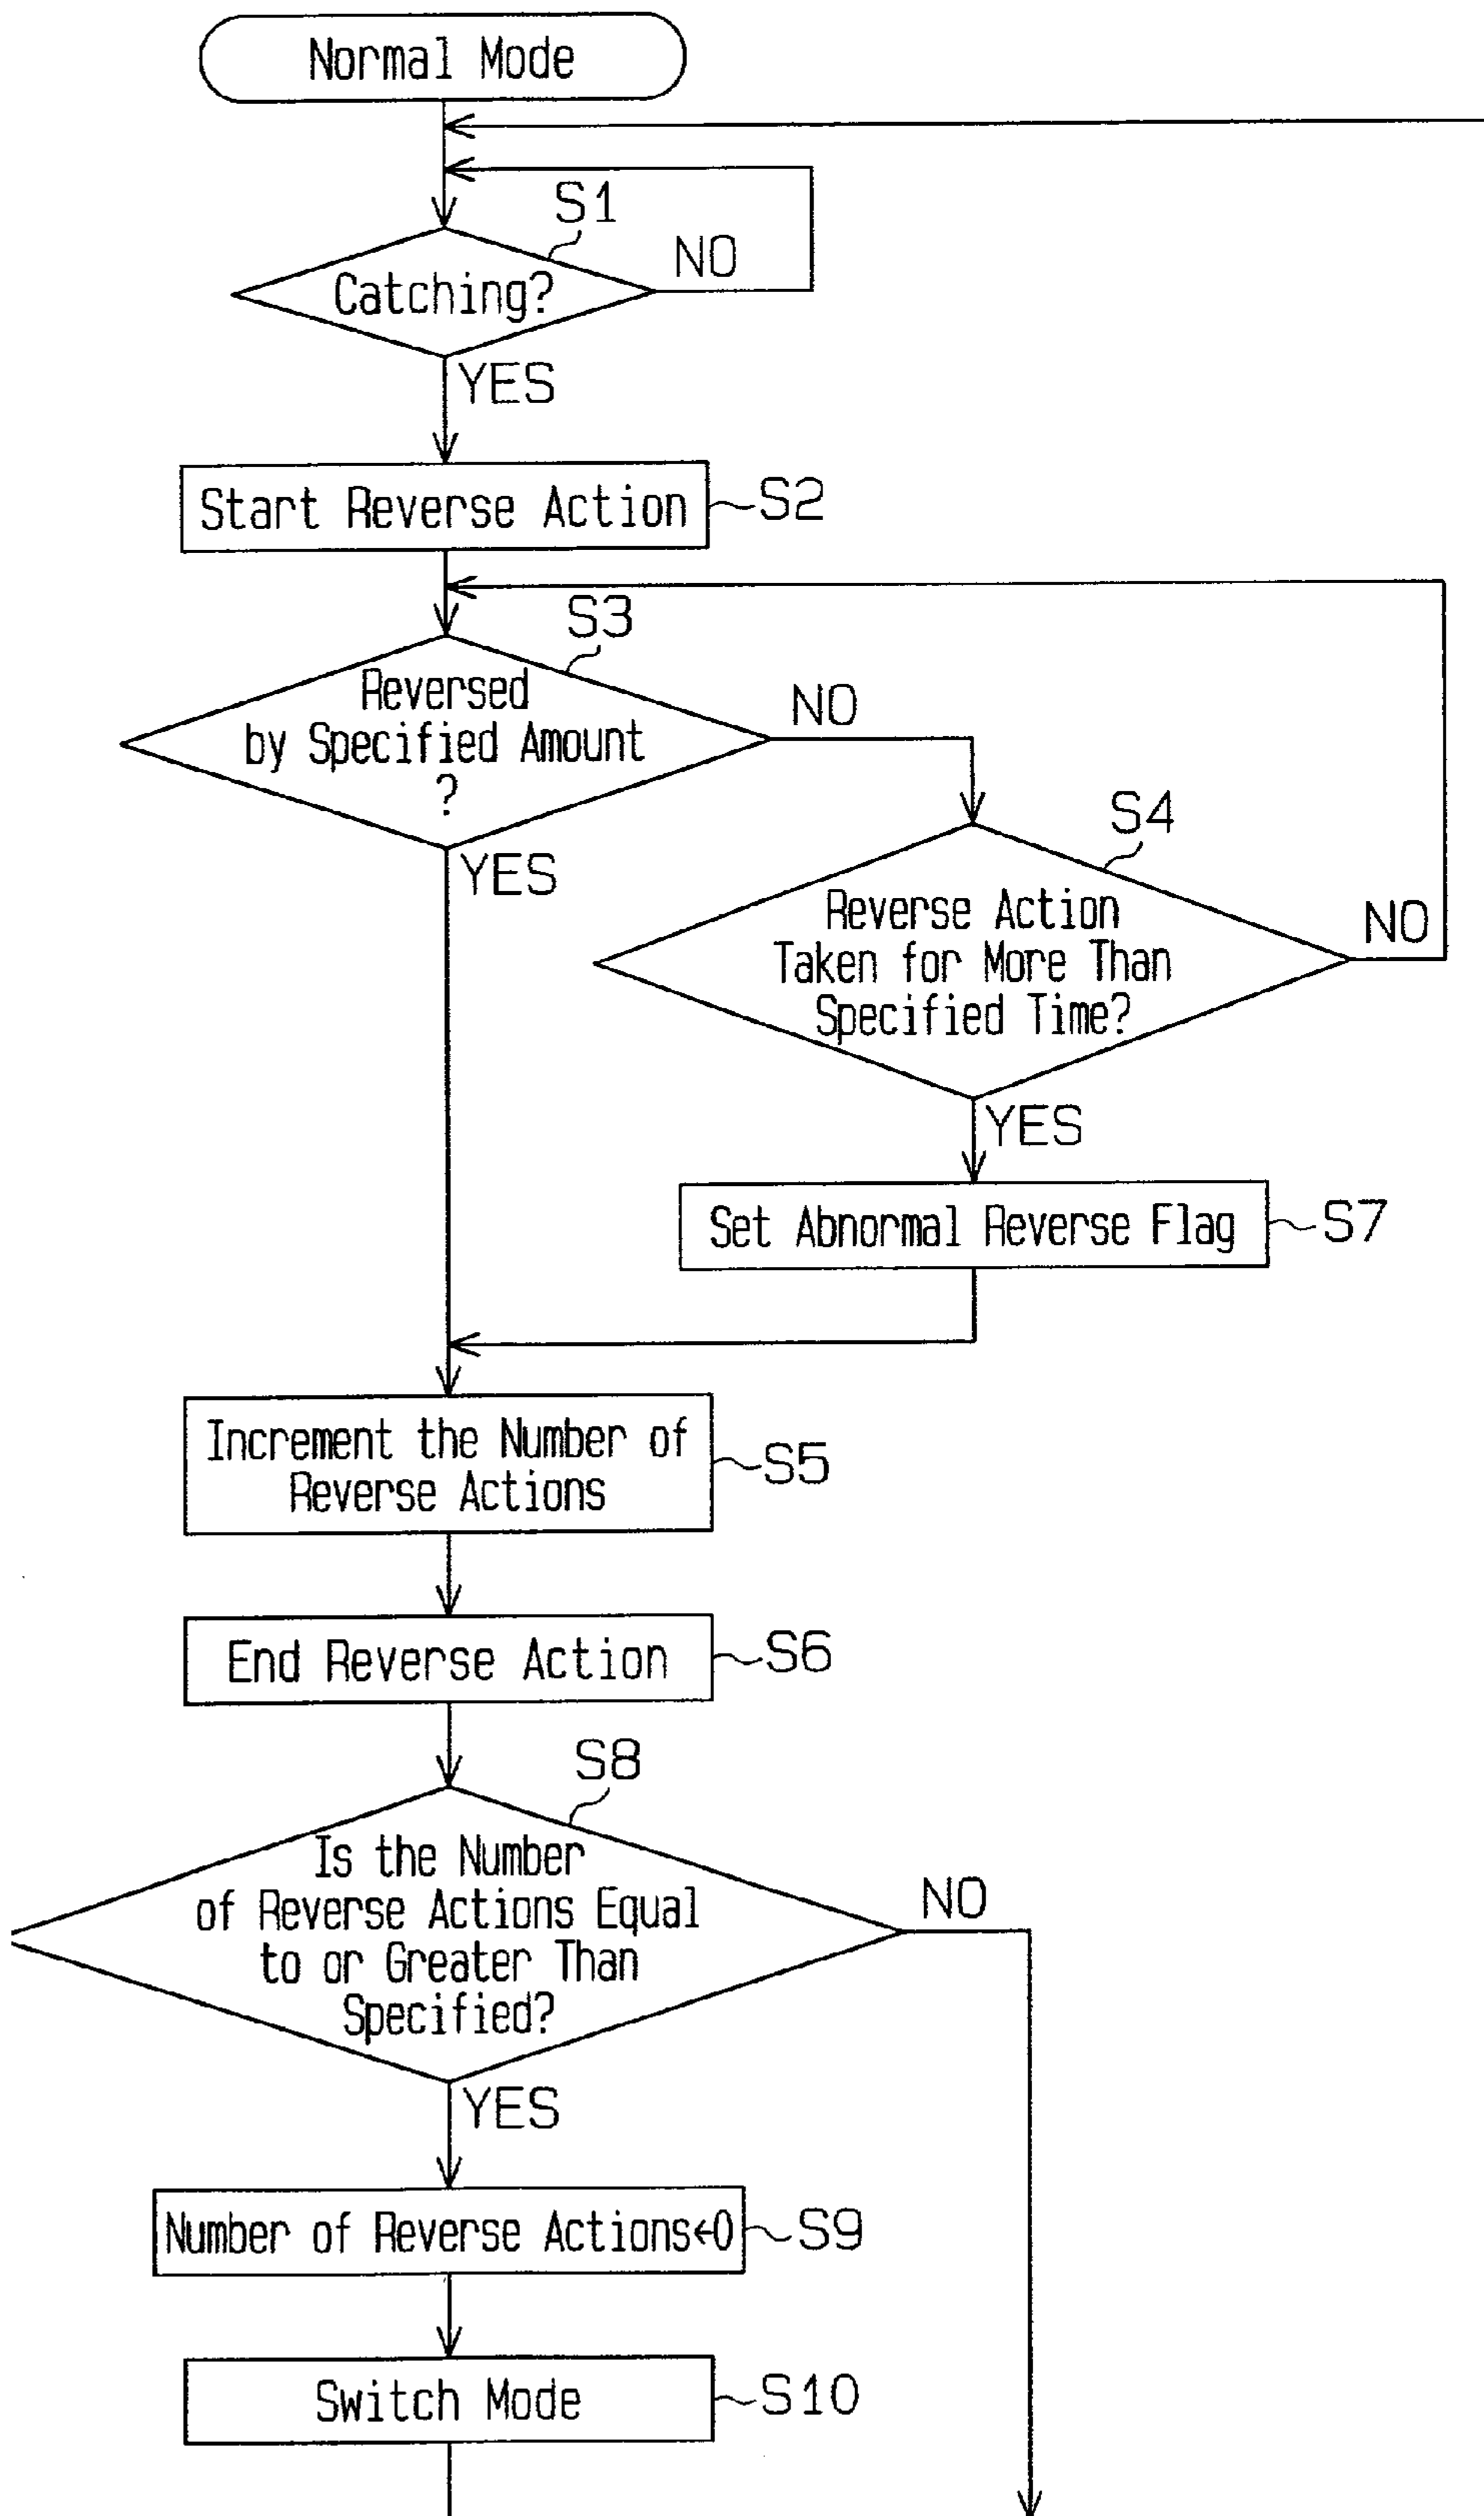 Normal Mode
S1
NO
Catching?
YES
Start Reverse Action
S2
S3
Reversed
by Specified Amount
?
NO
YES
S4
Reverse Action
Taken for More Than
Specified Time?
NO
YES
Set Abnormal Reverse Flag
S7
Increment the Number of
Reverse Actions
S5
End Reverse Action
S6
S8
Is the Number
of Reverse Actions Equal
to or Greater Than
Specified?
NO
YES
Number of Reverse Actions←0
S9
Switch Mode
S10